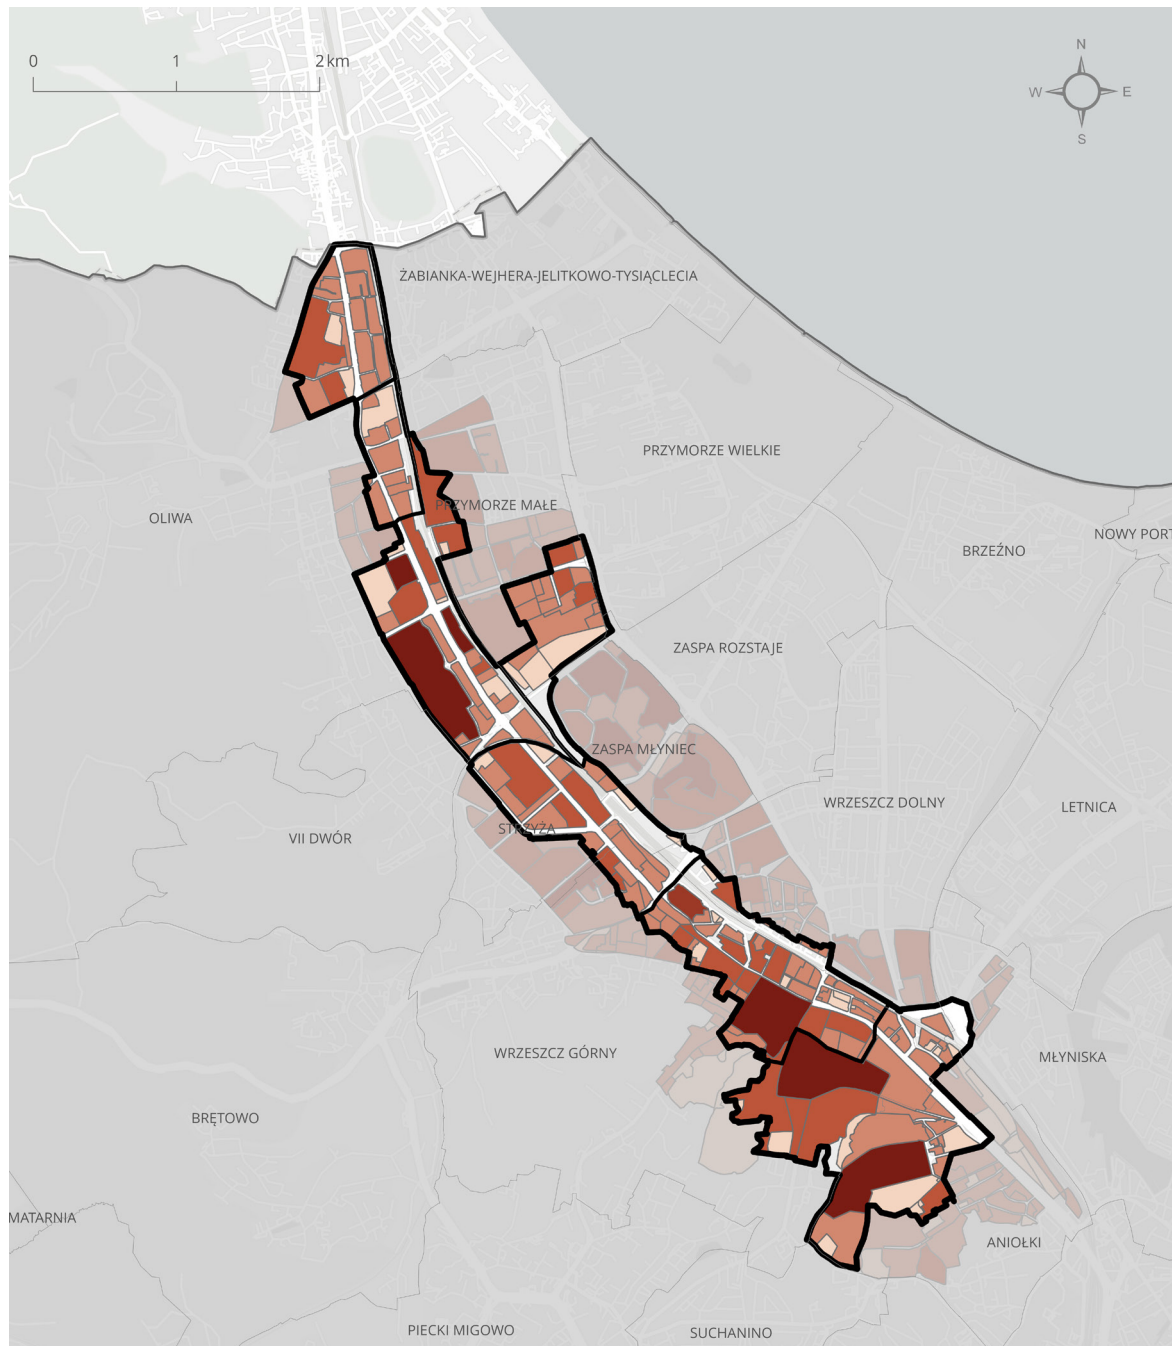 N
0 1 2 km
W E
S
ŻABIANKA-WEJHERA-JELITKOWO-TYSIĄCLECIA
PRZYMORZE WIELKIE
PRZYMORZE MAŁE
OLIWA
NOWY PORT
BRZEŹNO
ZASPA ROZSTAJE
ZASPA MŁYNIEC
WRZESZCZ DOLNY
LETNICA
STRZYŻA
VII DWÓR
WRZESZCZ GÓRNY
MŁYNISKA
BRĘTOWO
MATARNIA
ANIOŁKI
PIECKI MIGOWO
SUCHANINO